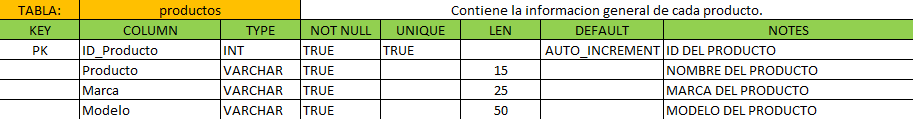 TABLA: productos Contiene la informacion general de cada producto.
KEY COLUMN TYPE NOT NULL UNIQUE LEN DEFAULT NOTES
PK ID_Producto INT TRUE TRUE AUTO_INCREMENT ID DEL PRODUCTO
Producto VARCHAR TRUE 15 NOMBRE DEL PRODUCTO
Marca VARCHAR TRUE 25 MARCA DEL PRODUCTO
Modelo VARCHAR TRUE 50 MODELO DEL PRODUCTO